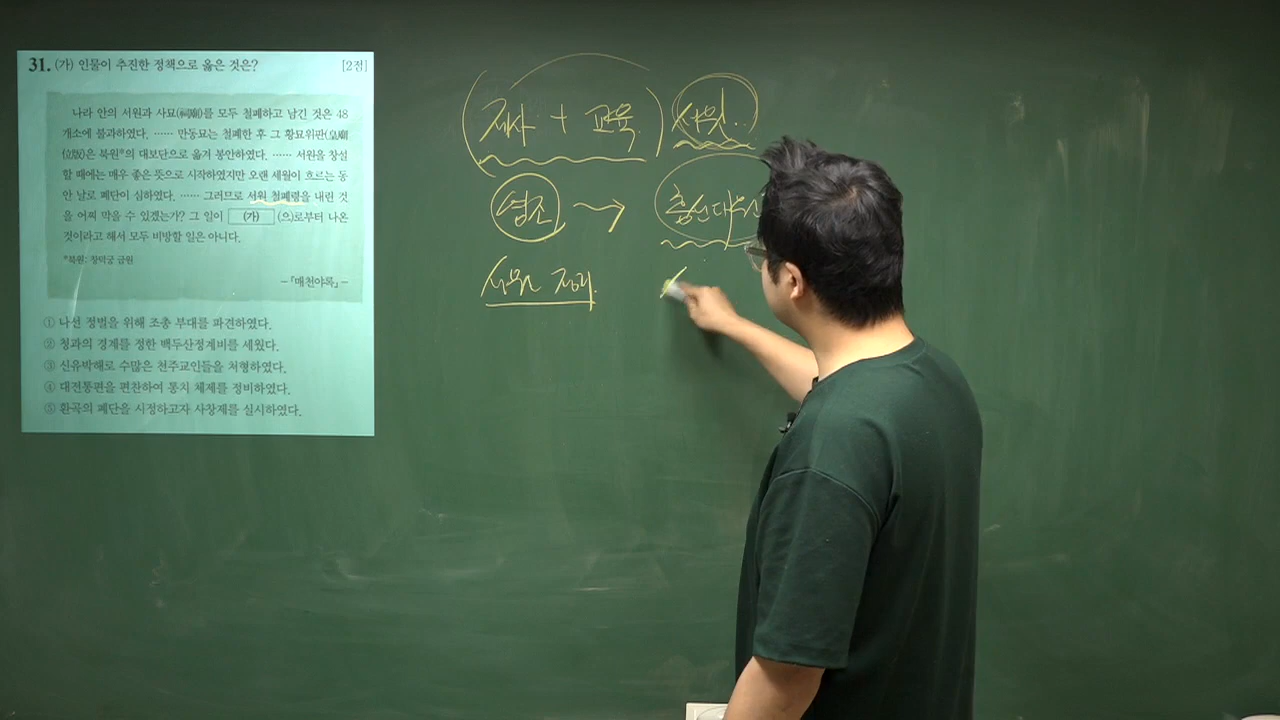 31. (가) 인물이 추진한 정책으로 옳은 것은? [2점]
나라 안의 서원과 사묘(祠廟)를 모두 철폐하고 남긴 것은 48
개소에 불과하였다. …… 만동묘는 철폐한 후 그 황묘위판(皇廟
位版)은 북원*의 대보단으로 옮겨 봉안하였다. …… 서원을 창설
할 때에는 매우 좋은 뜻으로 시작하였지만 오랜 세월이 흐르는 동
안 날로 폐단이 심하였다. …… 그러므로 서원 철폐령을 내린 것
을 어찌 막을 수 있겠는가? 그 일이 (가) (으)로부터 나온
것이라고 해서 모두 비방할 일은 아니다.
*북원: 창덕궁 금원
-『매천야록』-
① 나선 정벌을 위해 조총 부대를 파견하였다.
② 청과의 경계를 정한 백두산정계비를 세웠다.
③ 신유박해로 수많은 천주교인들을 처형하였다.
④ 대전통편을 편찬하여 통치 체제를 정비하였다.
⑤ 환곡의 폐단을 시정하고자 사창제를 실시하였다.
(제사 + 교육)
영조 → 흥선대원
서원 정리